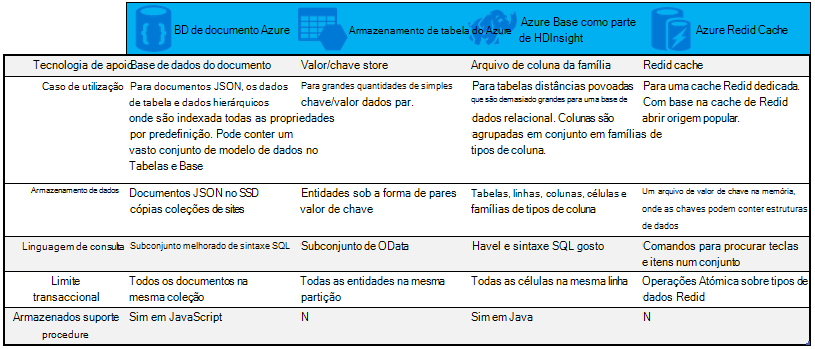 BD de documento Azure
Armazenamento de tabela do Azure
Azure Base como parte
de HDInsight
Azure Redid Cache
Tecnologia de apoio
Base de dados do documento
Valor/chave store
Arquivo de coluna da família
Redid cache
Caso de utilização
Para documentos JSON, os dados
de tabela e dados hierárquicos
onde são indexada todas as propriedades
por predefinição. Pode conter um
vasto conjunto de modelo de dados no
Tabelas e Base
Para grandes quantidades de simples
chave/valor dados par.
Para tabelas distâncias povoadas
que são demasiado grandes para uma base de
dados relacional. Colunas são
agrupadas em conjunto em famílias de
tipos de coluna.
Para uma cache Redid dedicada.
Com base na cache de Redid
abrir origem popular.
Armazenamento de dados
Documentos JSON no SSD
cópias coleções de sites
Entidades sob a forma de pares
valor de chave
Tabelas, linhas, colunas, células e
famílias de tipos de coluna
Um arquivo de valor de chave na memória,
onde as chaves podem conter estruturas
de dados
Linguagem de consulta
Subconjunto melhorado de sintaxe SQL
Subconjunto de OData
Havel e sintaxe SQL gosto
Comandos para procurar teclas
e itens num conjunto
Limite
transaccional
Todos os documentos na
mesma coleção
Todas as entidades na mesma
partição
Todas as células na mesma linha
Operações Atómica sobre tipos de
dados Redid
Armazenados suporte
procedure
Sim em JavaScript
N
Sim em Java
N